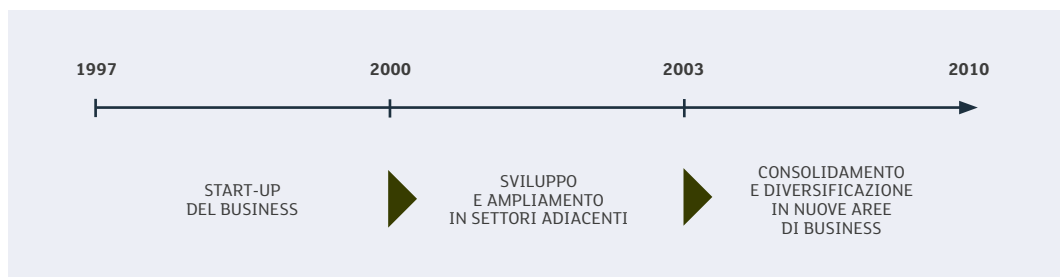 1997
2000
2003
2010
START-UP
DEL BUSINESS
SVILUPPO
E AMPLIAMENTO
IN SETTORI ADIACENTI
CONSOLIDAMENTO
E DIVERSIFICAZIONE
IN NUOVE AREE
DI BUSINESS